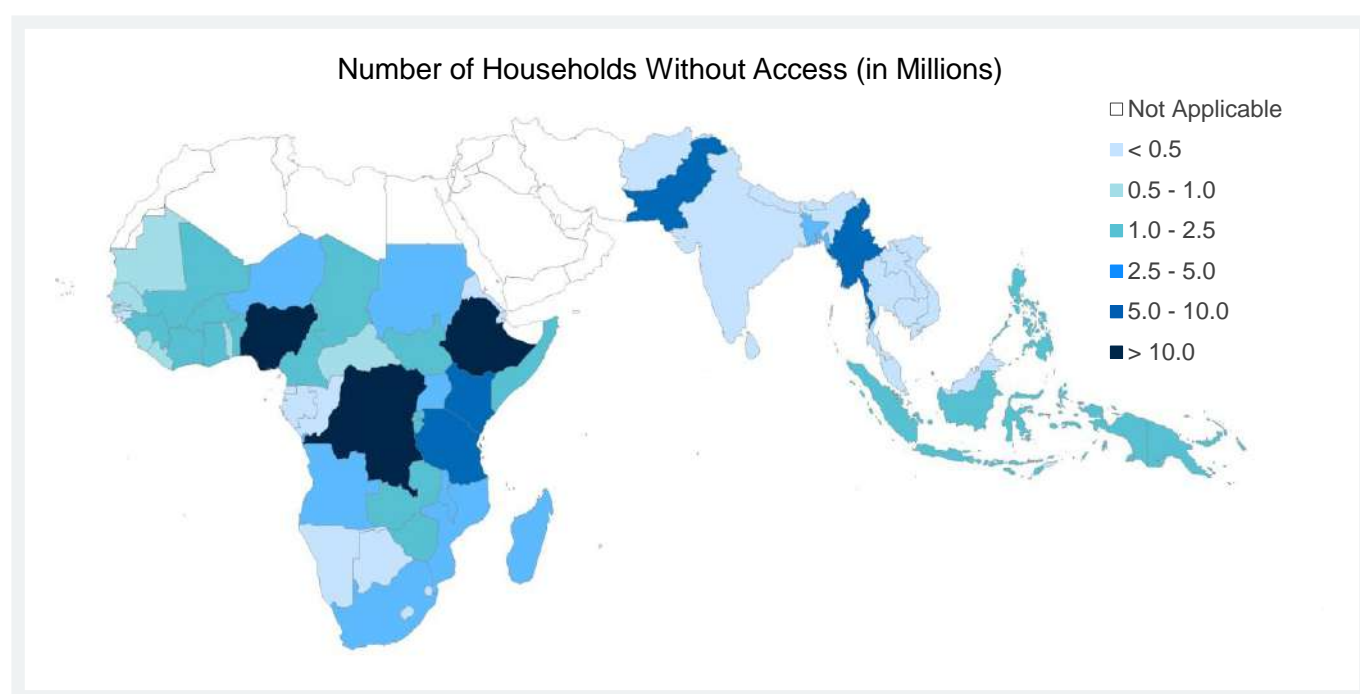 Number of Households Without Access (in Millions)
Not Applicable
< 0.5
0.5 - 1.0
1.0 - 2.5
2.5 - 5.0
5.0 - 10.0
> 10.0